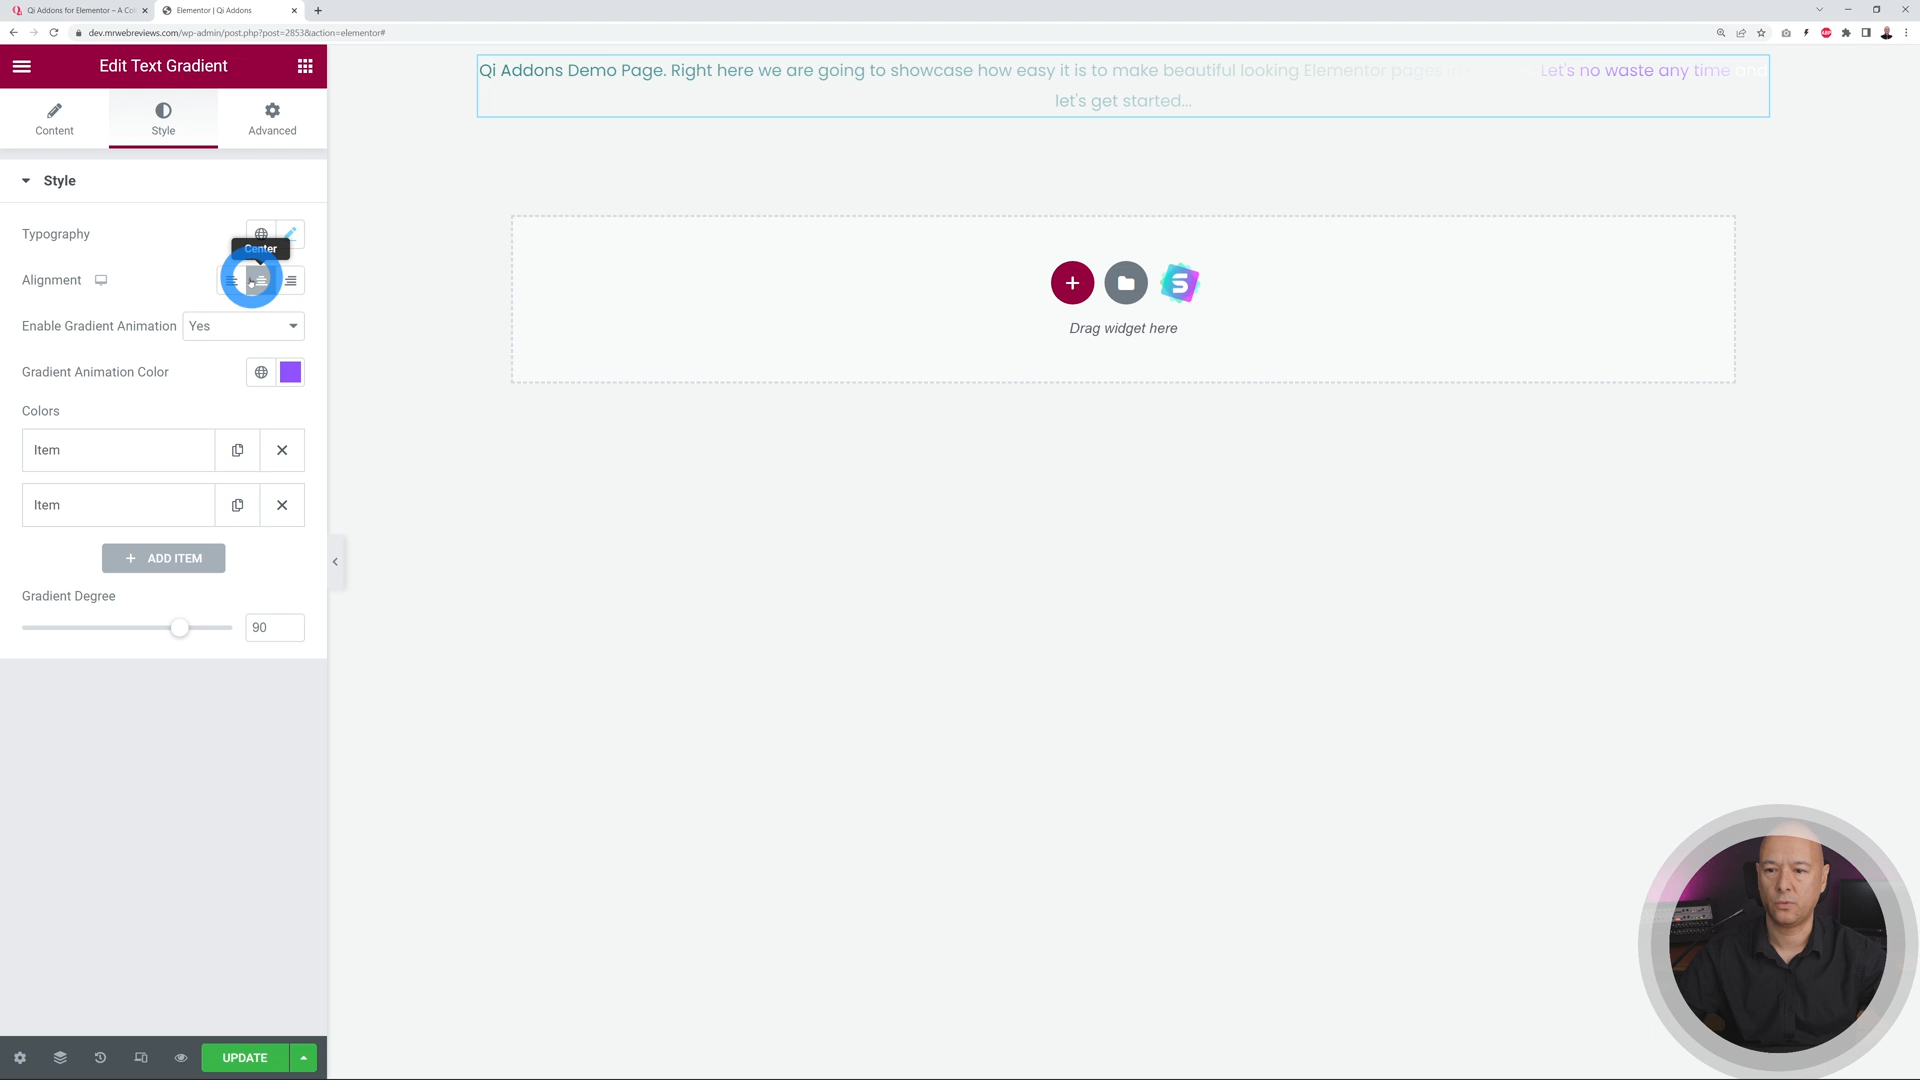 Qi Addons for Elementor – A Col
Elementor | Qi Addons
dev.mrwebreviews.com/wp-admin/post.php?post=2853&action=elementor#
Edit Text Gradient
Content
Style
Advanced
Style
Typography
Center
Alignment
Enable Gradient Animation
Yes
Gradient Animation Color
Colors
Item
Item
ADD ITEM
Gradient Degree
90
UPDATE
Qi Addons Demo Page. Right here we are going to showcase how easy it is to make beautiful looking Elementor pages Let's no waste any time and
let's get started...
Drag widget here